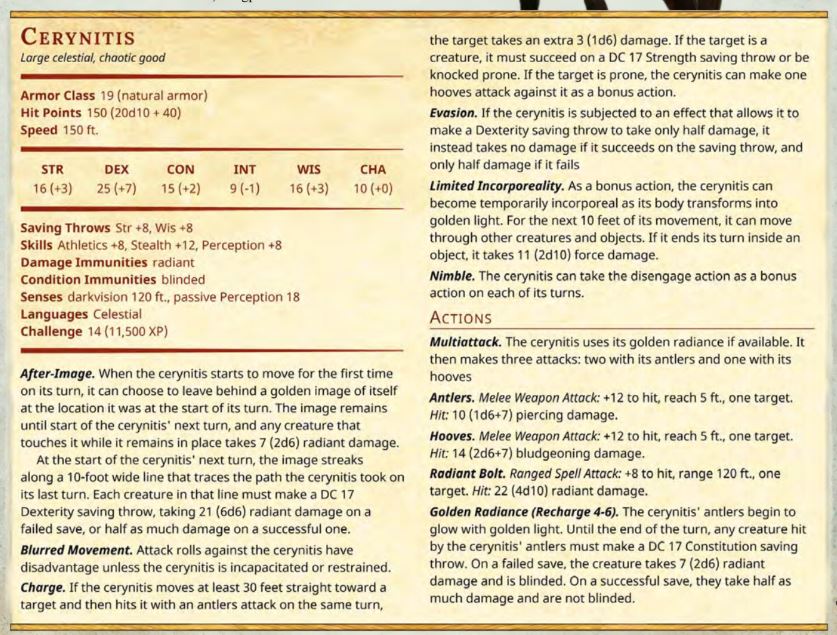 CERYNITIS
Large celestial, chaotic good
Armor Class 19 (natural armor)
Hit Points 150 (20d10 + 40)
Speed 150 ft.
STR DEX CON INT WIS CHA
16 (+3) 25 (+7) 15 (+2) 9 (-1) 16 (+3) 10 (+0)
Saving Throws Str +8, Wis +8
Skills Athletics +8, Stealth +12, Perception +8
Damage Immunities radiant
Condition Immunities blinded
Senses darkvision 120 ft., passive Perception 18
Languages Celestial
Challenge 14 (11,500 XP)
After-Image. When the cerynitis starts to move for the first time
on its turn, it can choose to leave behind a golden image of itself
at the location it was at the start of its turn. The image remains
until start of the cerynitis' next turn, and any creature that
touches it while it remains in place takes 7 (2d6) radiant damage.
At the start of the cerynitis' next turn, the image streaks
along a 10-foot wide line that traces the path the cerynitis took on
its last turn. Each creature in that line must make a DC 17
Dexterity saving throw, taking 21 (6d6) radiant damage on a
failed save, or half as much damage on a successful one.
Blurred Movement. Attack rolls against the cerynitis have
disadvantage unless the cerynitis is incapacitated or restrained.
Charge. If the cerynitis moves at least 30 feet straight toward a
target and then hits it with an antlers attack on the same turn,
the target takes an extra 3 (1d6) damage. If the target is a
creature, it must succeed on a DC 17 Strength saving throw or be
knocked prone. If the target is prone, the cerynitis can make one
hooves attack against it as a bonus action.
Evasion. If the cerynitis is subjected to an effect that allows it to
make a Dexterity saving throw to take only half damage, it
instead takes no damage if it succeeds on the saving throw, and
only half damage if it fails
Limited Incorporeality. As a bonus action, the cerynitis can
become temporarily incorporeal as its body transforms into
golden light. For the next 10 feet of its movement, it can move
through other creatures and objects. If it ends its turn inside an
object, it takes 11 (2d10) force damage.
Nimble. The cerynitis can take the disengage action as a bonus
action on each of its turns.
ACTIONS
Multiattack. The cerynitis uses its golden radiance if available. It
then makes three attacks: two with its antlers and one with its
hooves
Antlers. Melee Weapon Attack: +12 to hit, reach 5 ft., one target.
Hit: 10 (1d6+7) piercing damage.
Hooves. Melee Weapon Attack: +12 to hit, reach 5 ft., one target.
Hit: 14 (2d6+7) bludgeoning damage.
Radiant Bolt. Ranged Spell Attack: +8 to hit, range 120 ft., one
target. Hit: 22 (4d10) radiant damage.
Golden Radiance (Recharge 4-6). The cerynitis' antlers begin to
glow with golden light. Until the end of the turn, any creature hit
by the cerynitis' antlers must make a DC 17 Constitution saving
throw. On a failed save, the creature takes 7 (2d6) radiant
damage and is blinded. On a successful save, they take half as
much damage and are not blinded.